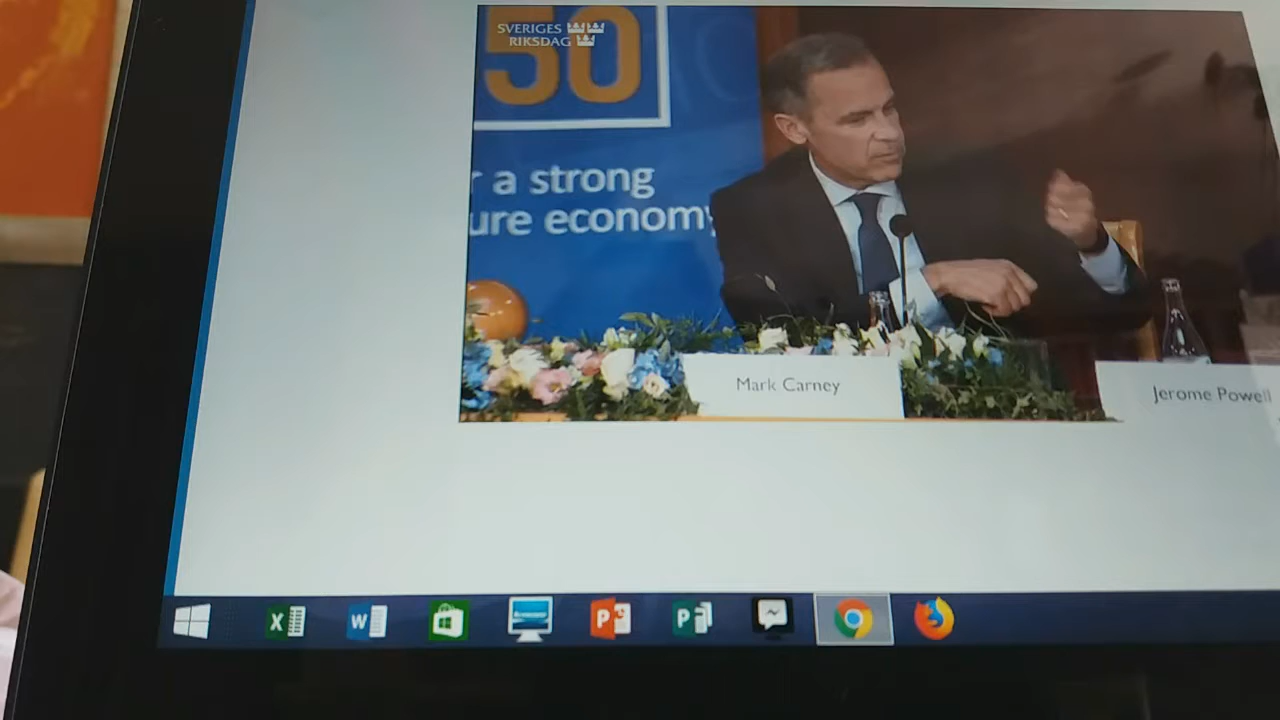 SVERIGES
RIKSDAG
50
r a strong
ure economy
Mark Carney
Jerome Powell